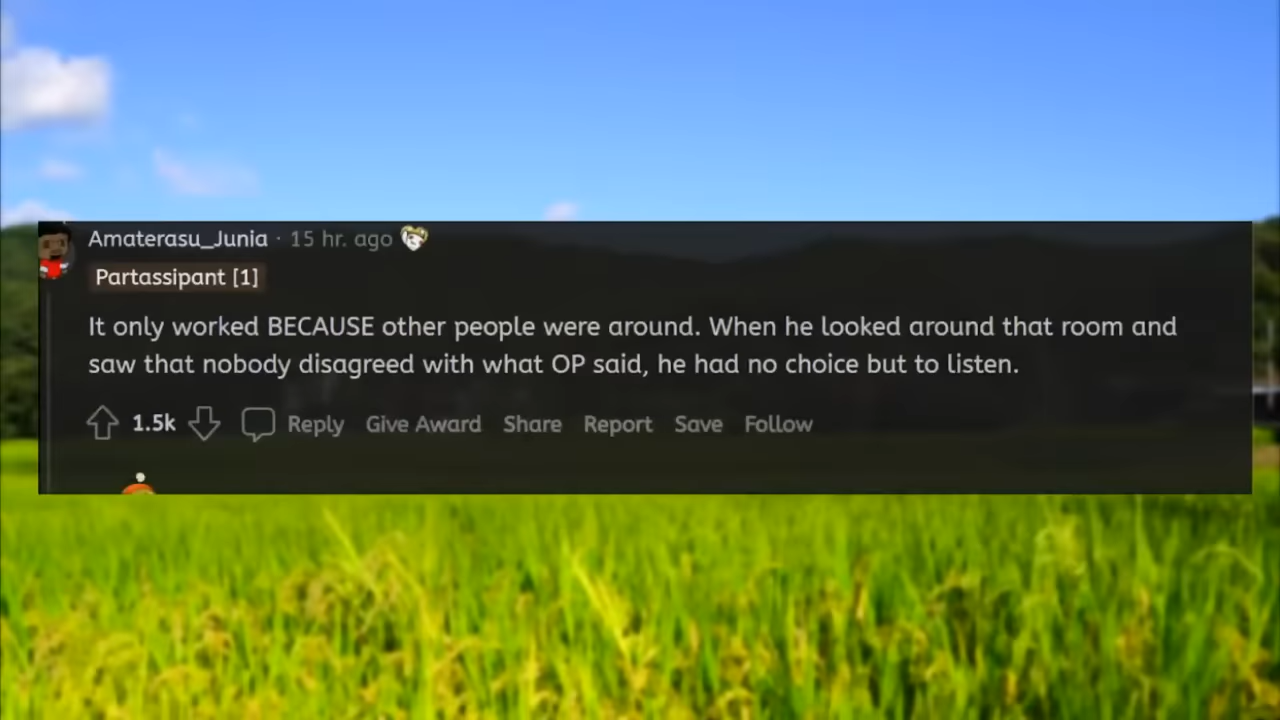 Amaterasu_Junia · 15 hr. ago
Partassipant [1]
It only worked BECAUSE other people were around. When he looked around that room and
saw that nobody disagreed with what OP said, he had no choice but to listen.
1.5k Reply Give Award Share Report Save Follow